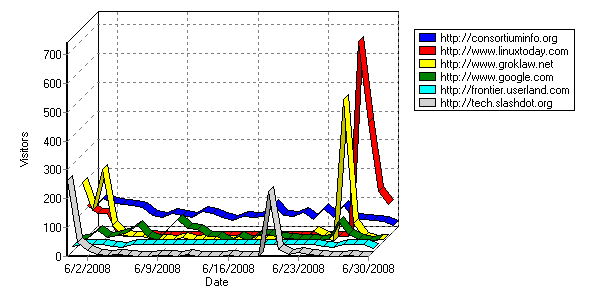 700
600
500
400
300
200
100
0
Visitors
6/2/2008 6/9/2008 6/16/2008 6/23/2008 6/30/2008
Date
http://consortiuminfo.org
http://www.linuxtoday.com
http://www.groklaw.net
http://www.google.com
http://frontier.userland.com
http://tech.slashdot.org